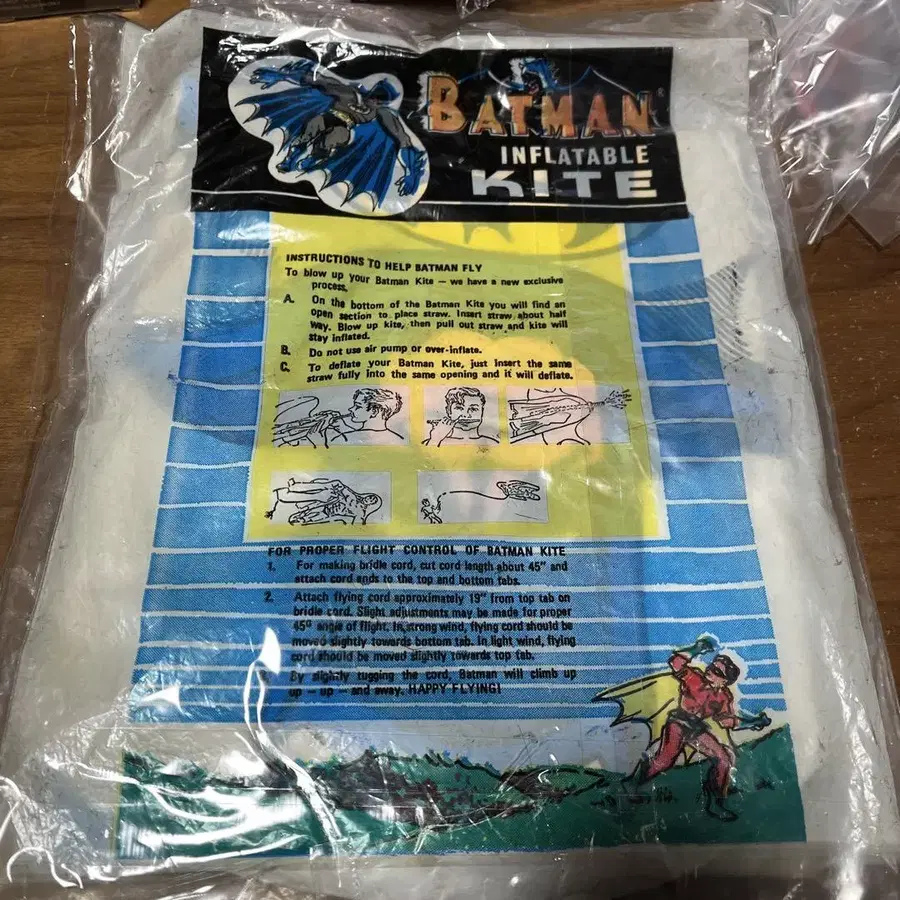 BATMAN®
INFLATABLE
KITE
INSTRUCTIONS TO HELP BATMAN FLY
To blow up your Batman Kite — we have a new exclusive
process.
A. On the bottom of the Batman Kite you will find an
open section to place straw. Insert straw about half
way. Blow up kite, then pull out straw and kite will
stay inflated.
B. Do not use air pump or over-inflate.
C. To deflate your Batman Kite, just insert the same
straw fully into the same opening and it will deflate.
FOR PROPER FLIGHT CONTROL OF BATMAN KITE
1. For making bridle cord, cut cord length about 45" and
attach cord ends to the top and bottom tabs.
2. Attach flying cord approximately 19" from top tab on
bridle cord. Slight adjustments may be made for proper
45° angle of flight. In strong wind, flying cord should be
moved slightly towards bottom tab. In light wind, flying
cord should be moved slightly towards top tab.
By slightly tugging the cord, Batman will climb up
up — up — and away. HAPPY FLYING!